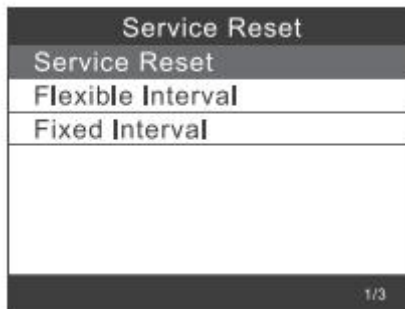 Service Reset
Service Reset
Flexible Interval
Fixed Interval
1/3